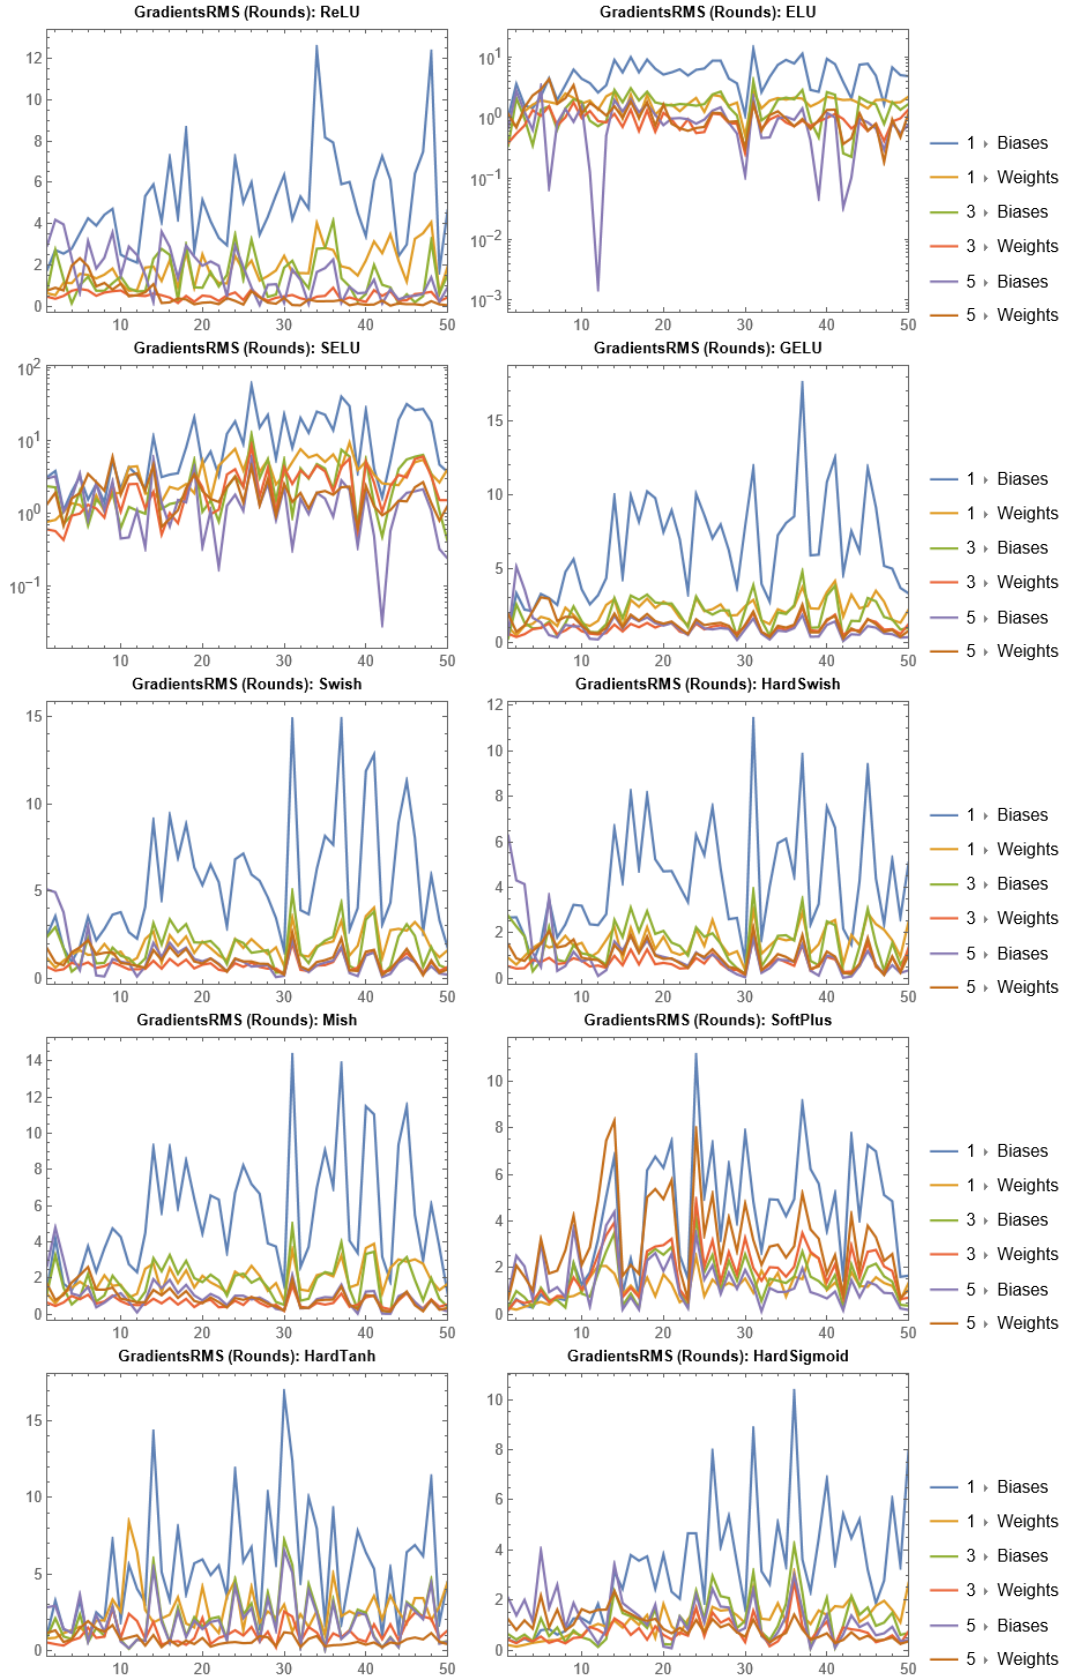 GradientsRMS (Rounds): ReLU
12
10
8
6
4
2
0
10 20 30 40 50
GradientsRMS (Rounds): ELU
10^1
10^0
10^-1
10^-2
10^-3
10 20 30 40 50
1 ▸ Biases
1 ▸ Weights
3 ▸ Biases
3 ▸ Weights
5 ▸ Biases
5 ▸ Weights
GradientsRMS (Rounds): SELU
10^2
10^1
10^0
10^-1
10 20 30 40 50
GradientsRMS (Rounds): GELU
15
10
5
0
10 20 30 40 50
1 ▸ Biases
1 ▸ Weights
3 ▸ Biases
3 ▸ Weights
5 ▸ Biases
5 ▸ Weights
GradientsRMS (Rounds): Swish
15
10
5
0
10 20 30 40 50
GradientsRMS (Rounds): HardSwish
12
10
8
6
4
2
0
10 20 30 40 50
1 ▸ Biases
1 ▸ Weights
3 ▸ Biases
3 ▸ Weights
5 ▸ Biases
5 ▸ Weights
GradientsRMS (Rounds): Mish
14
12
10
8
6
4
2
0
10 20 30 40 50
GradientsRMS (Rounds): SoftPlus
10
8
6
4
2
0
10 20 30 40 50
1 ▸ Biases
1 ▸ Weights
3 ▸ Biases
3 ▸ Weights
5 ▸ Biases
5 ▸ Weights
GradientsRMS (Rounds): HardTanh
15
10
5
0
10 20 30 40 50
GradientsRMS (Rounds): HardSigmoid
10
8
6
4
2
0
10 20 30 40 50
1 ▸ Biases
1 ▸ Weights
3 ▸ Biases
3 ▸ Weights
5 ▸ Biases
5 ▸ Weights